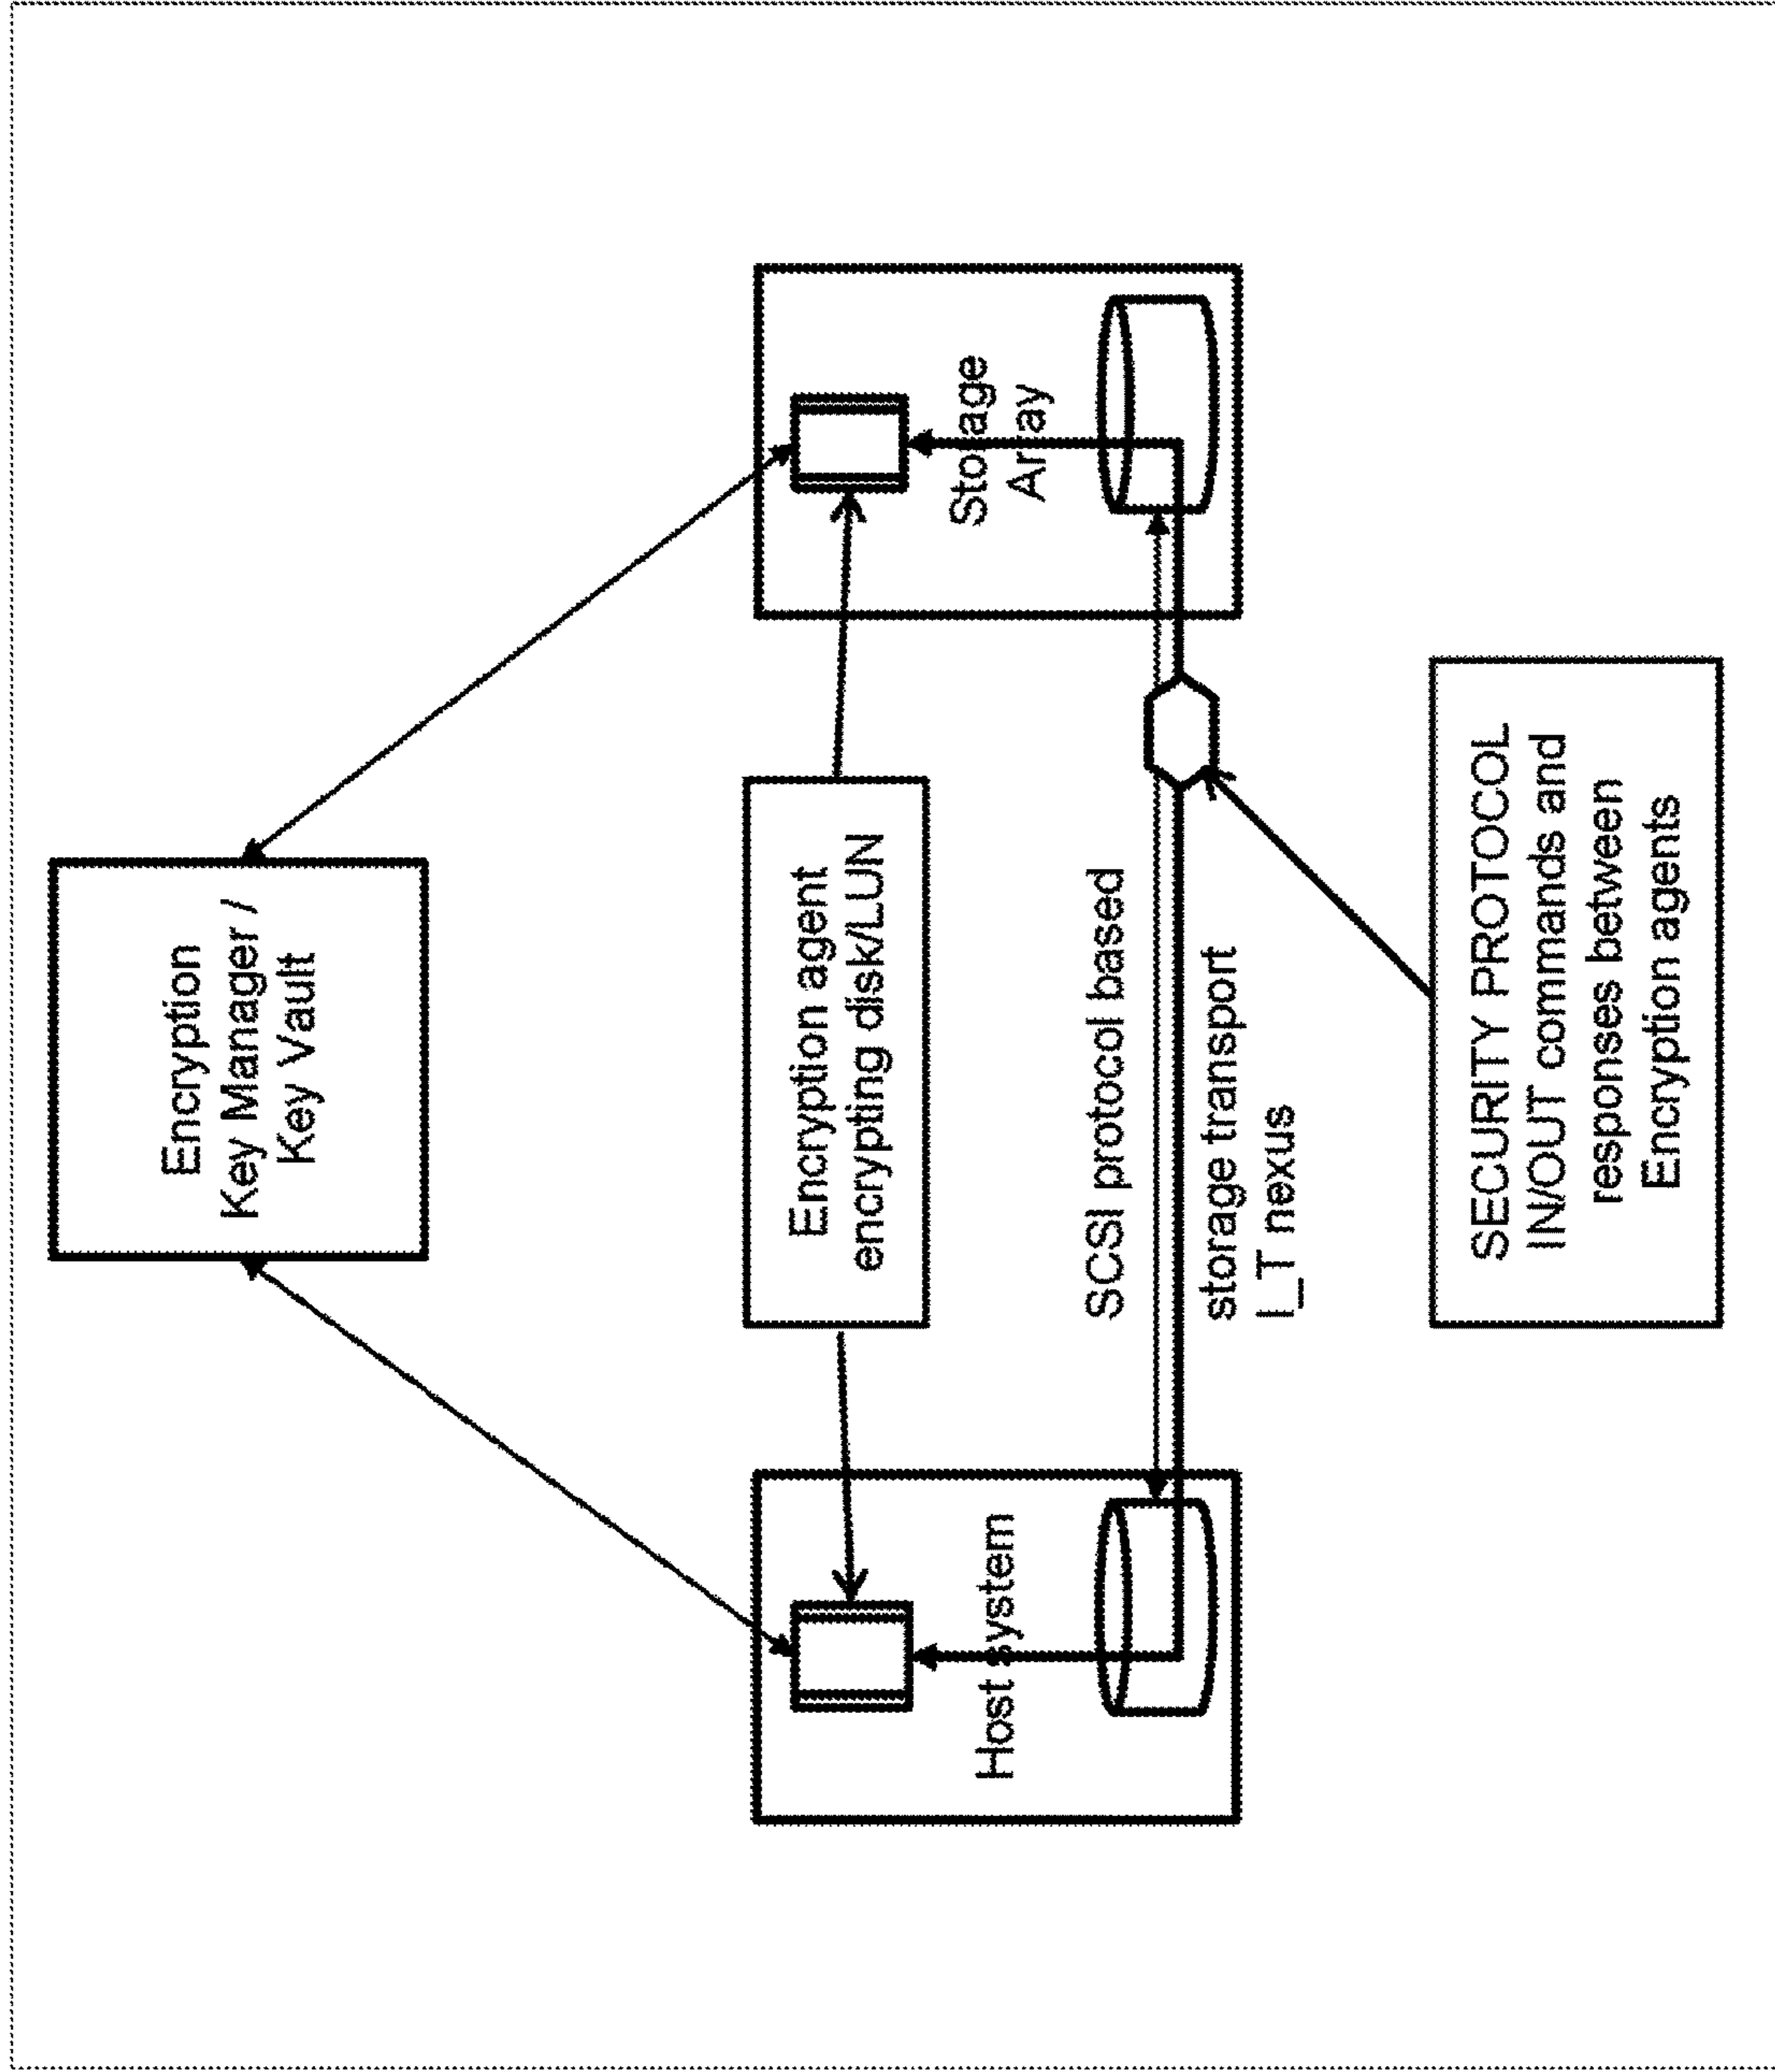 Encryption
Key Manager /
Key Vault
Encryption agent
encrypting disk/LUN
Host system
Storage
Array
SCSI protocol based
storage transport
I_T nexus
SECURITY PROTOCOL
IN/OUT commands and
responses between
Encryption agents